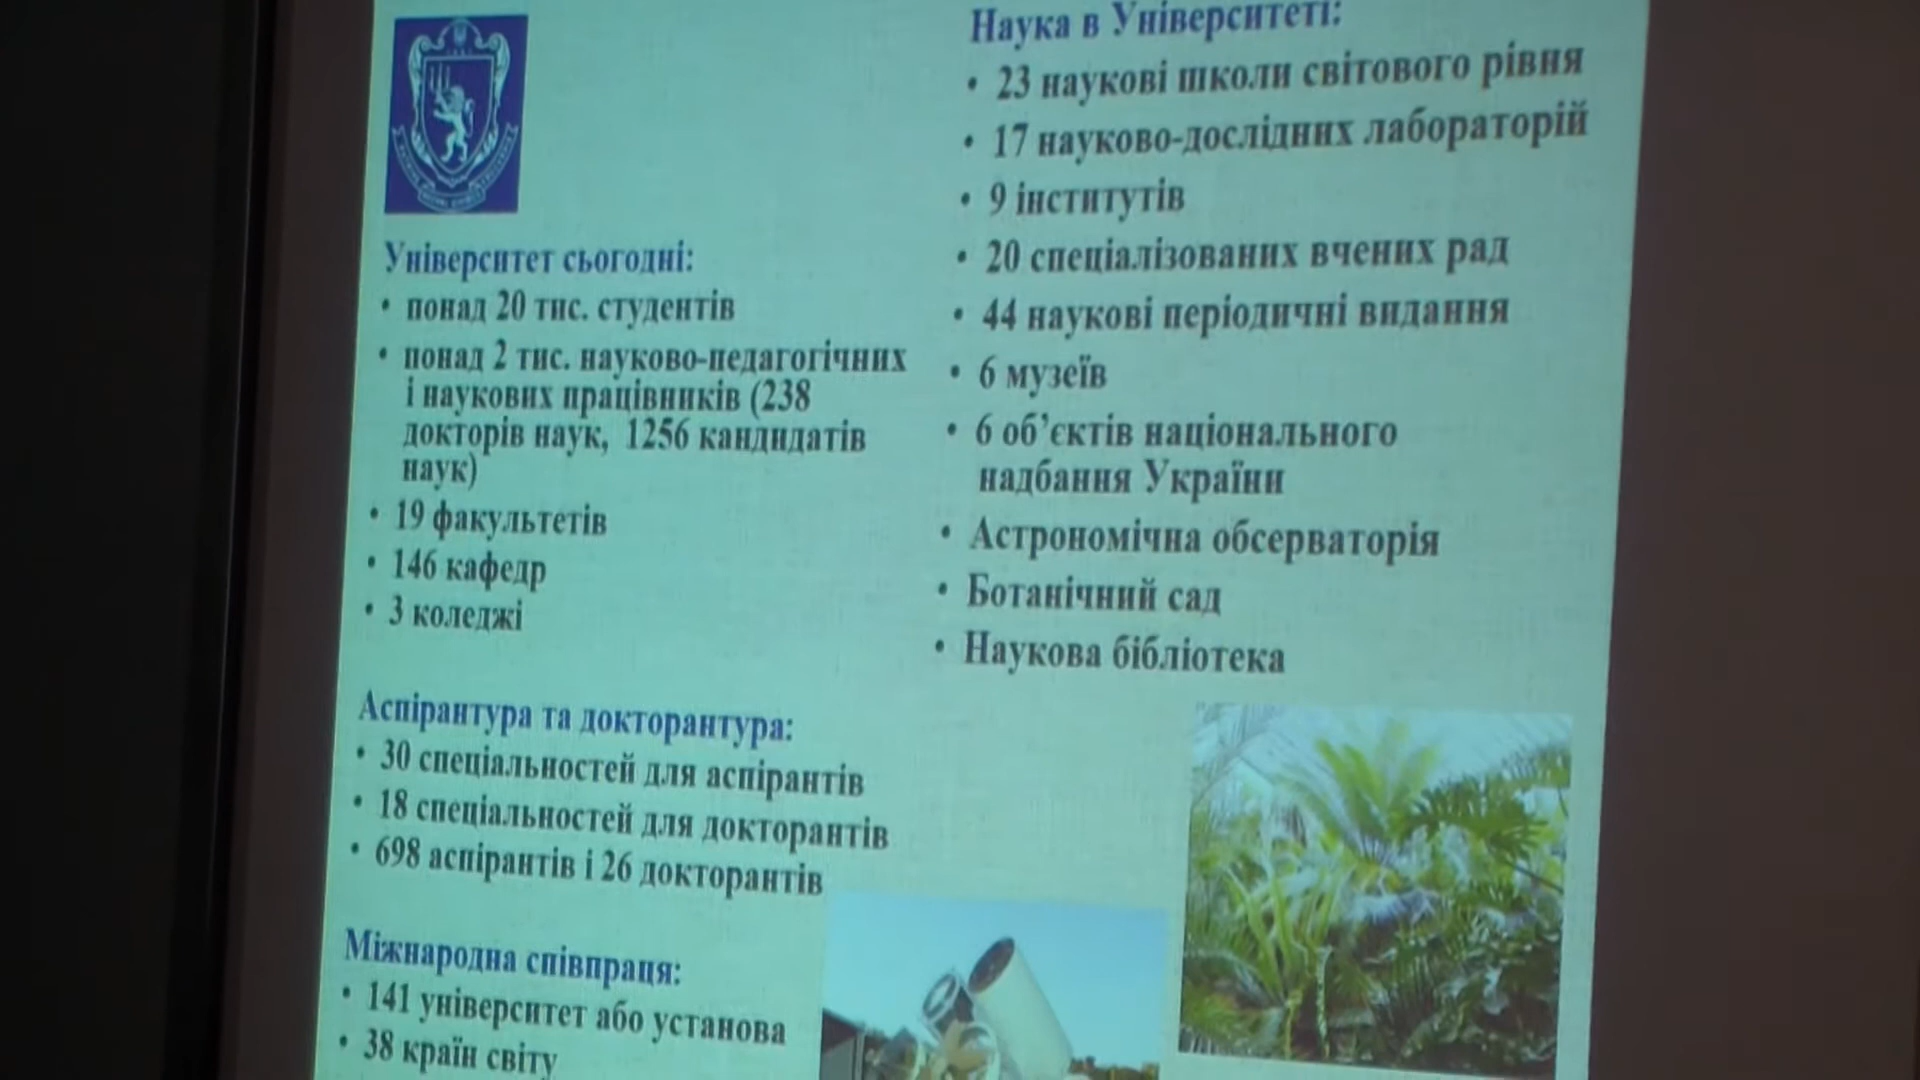 Університет сьогодні:
• понад 20 тис. студентів
• понад 2 тис. науково-педагогічних
і наукових працівників (238
докторів наук, 1256 кандидатів
наук)
• 19 факультетів
• 146 кафедр
• 3 коледжі
Аспірантура та докторантура:
• 30 спеціальностей для аспірантів
• 18 спеціальностей для докторантів
• 698 аспірантів і 26 докторантів
Міжнародна співпраця:
• 141 університет або установа
• 38 країн світу
Наука в Університеті:
• 23 наукові школи світового рівня
• 17 науково-дослідних лабораторій
• 9 інститутів
• 20 спеціалізованих вчених рад
• 44 наукові періодичні видання
• 6 музеїв
• 6 об’єктів національного
надбання України
• Астрономічна обсерваторія
• Ботанічний сад
• Наукова бібліотека